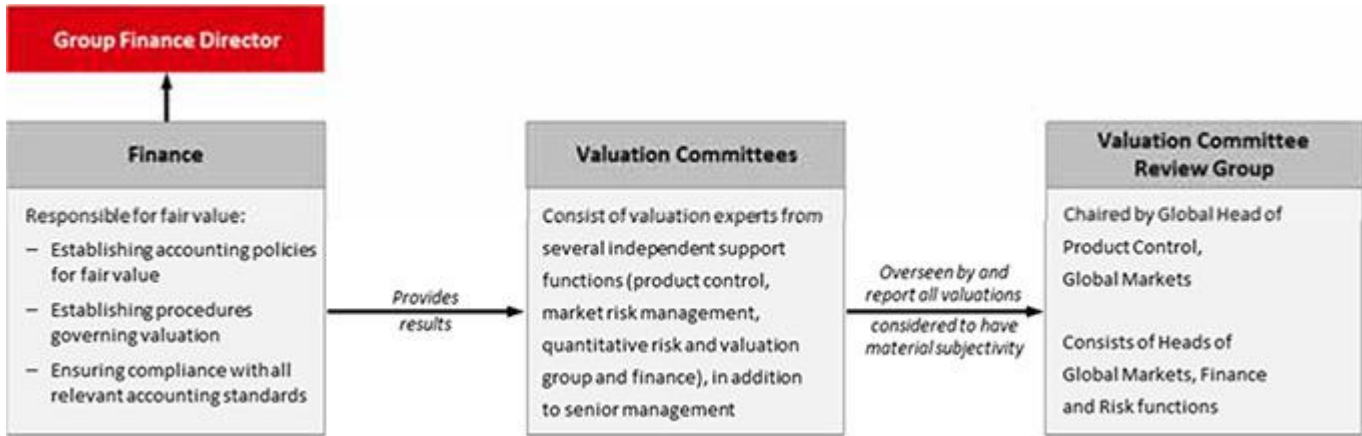 Group Finance Director
Finance
Responsible for fair value:
– Establishing accounting policies
for fair value
– Establishing procedures
governing valuation
– Ensuring compliance with all
relevant accounting standards
Provides
results
Valuation Committees
Consist of valuation experts from
several independent support
functions (product control,
market risk management,
quantitative risk and valuation
group and finance), in addition
to senior management
Overseen by and
report all valuations
considered to have
material subjectivity
Valuation Committee
Review Group
Chaired by Global Head of
Product Control,
Global Markets
Consists of Heads of
Global Markets, Finance
and Risk functions